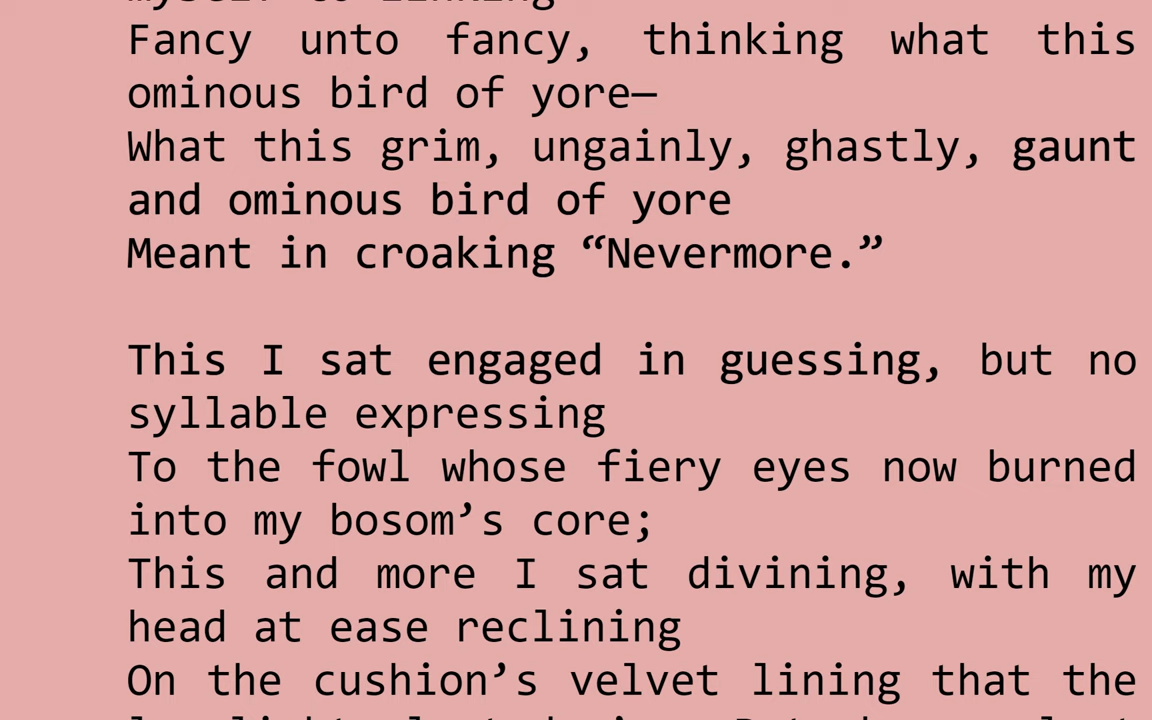 myself to linking
Fancy unto fancy, thinking what this
ominous bird of yore—
What this grim, ungainly, ghastly, gaunt
and ominous bird of yore
Meant in croaking “Nevermore.”
This I sat engaged in guessing, but no
syllable expressing
To the fowl whose fiery eyes now burned
into my bosom’s core;
This and more I sat divining, with my
head at ease reclining
On the cushion’s velvet lining that the